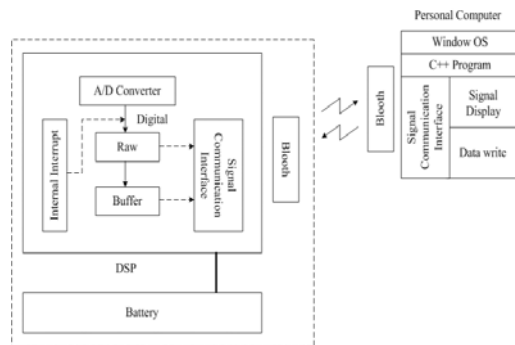 Personal Computer
Window OS
C++ Program
Signal
Communication
Interface
Signal
Display
Data write
Blooth
A/D Converter
Digital
Raw
Buffer
Internal Interrupt
Signal
Communication
Interface
Blooth
DSP
Battery